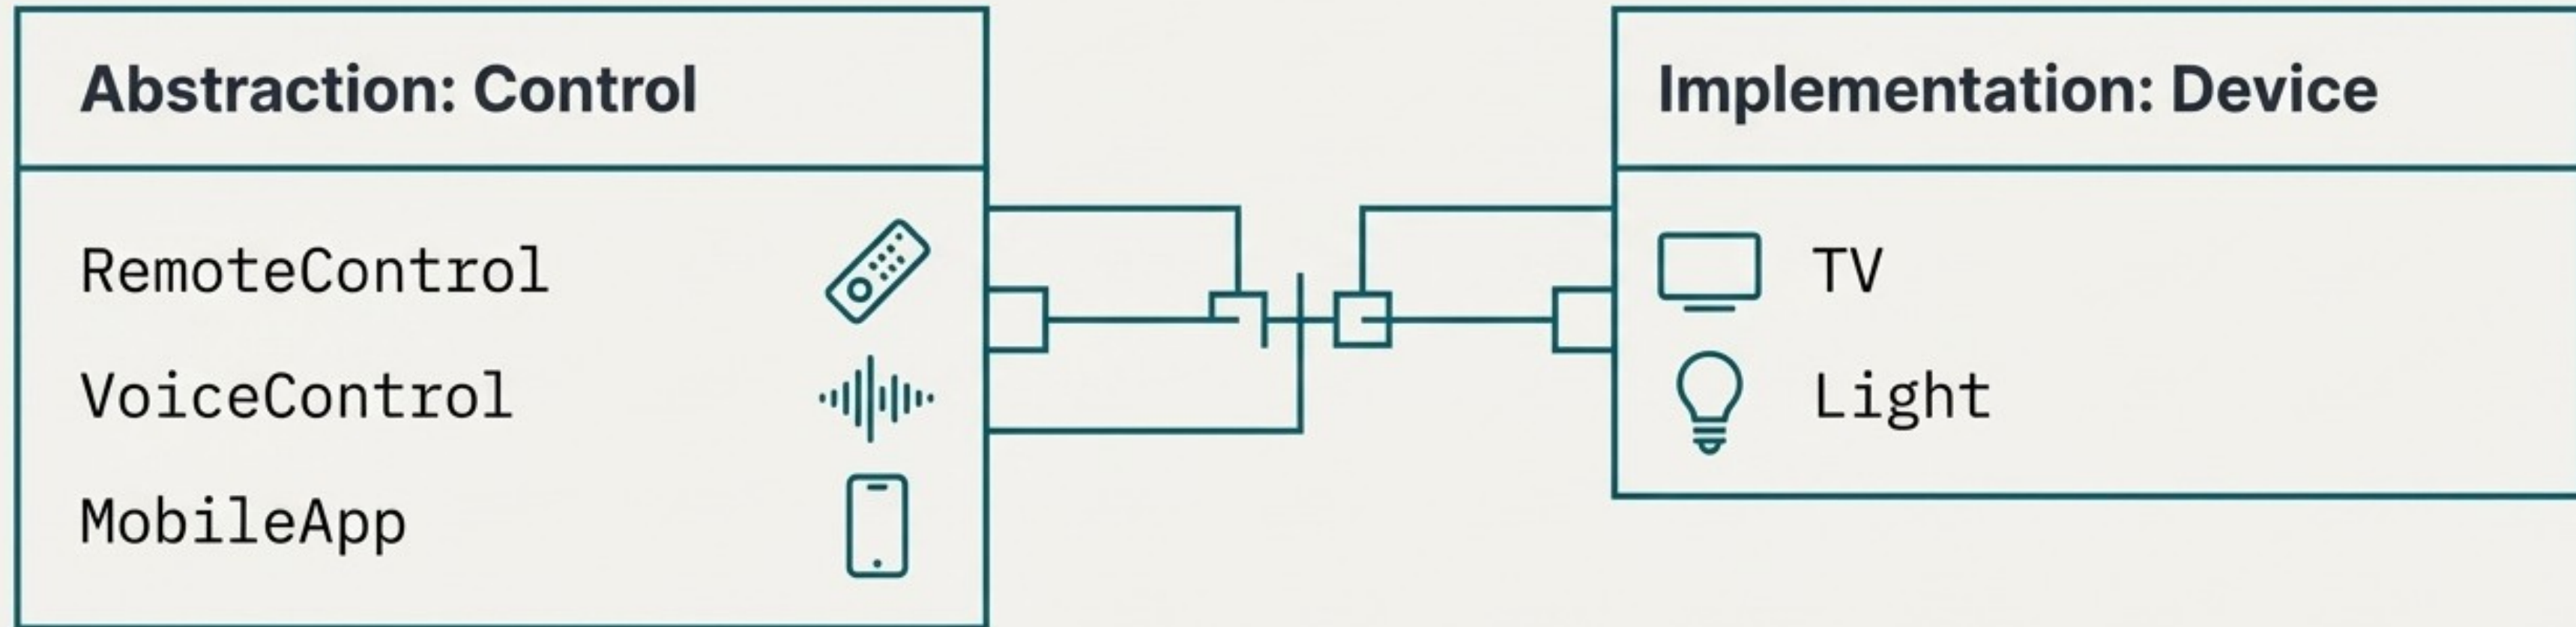 Abstraction: Control
RemoteControl
VoiceControl
MobileApp
Implementation: Device
TV
Light